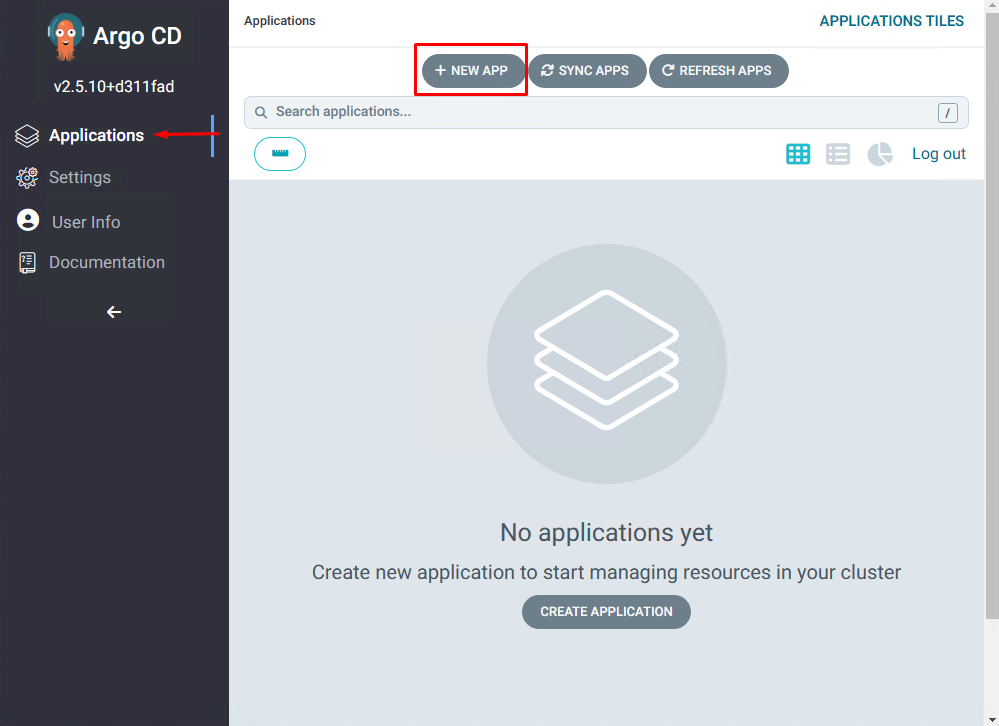 Argo CD
v2.5.10+d311fad
Applications
Settings
User Info
Documentation
Applications
APPLICATIONS TILES
+ NEW APP
SYNC APPS
REFRESH APPS
Search applications...
/
Log out
No applications yet
Create new application to start managing resources in your cluster
CREATE APPLICATION